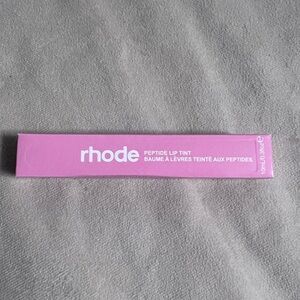 rhode
PEPTIDE LIP TINT
BAUME À LÈVRES TEINTÉ AUX PEPTIDES